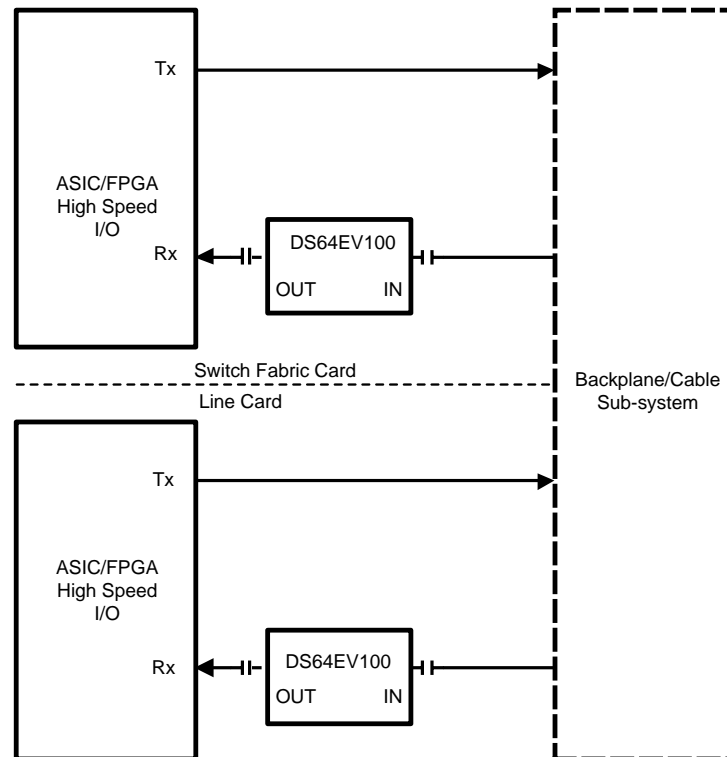 Tx
ASIC/FPGA
High Speed
I/O
Rx
DS64EV100
OUT IN
Switch Fabric Card
Line Card
Backplane/Cable
Sub-system
Tx
ASIC/FPGA
High Speed
I/O
Rx
DS64EV100
OUT IN